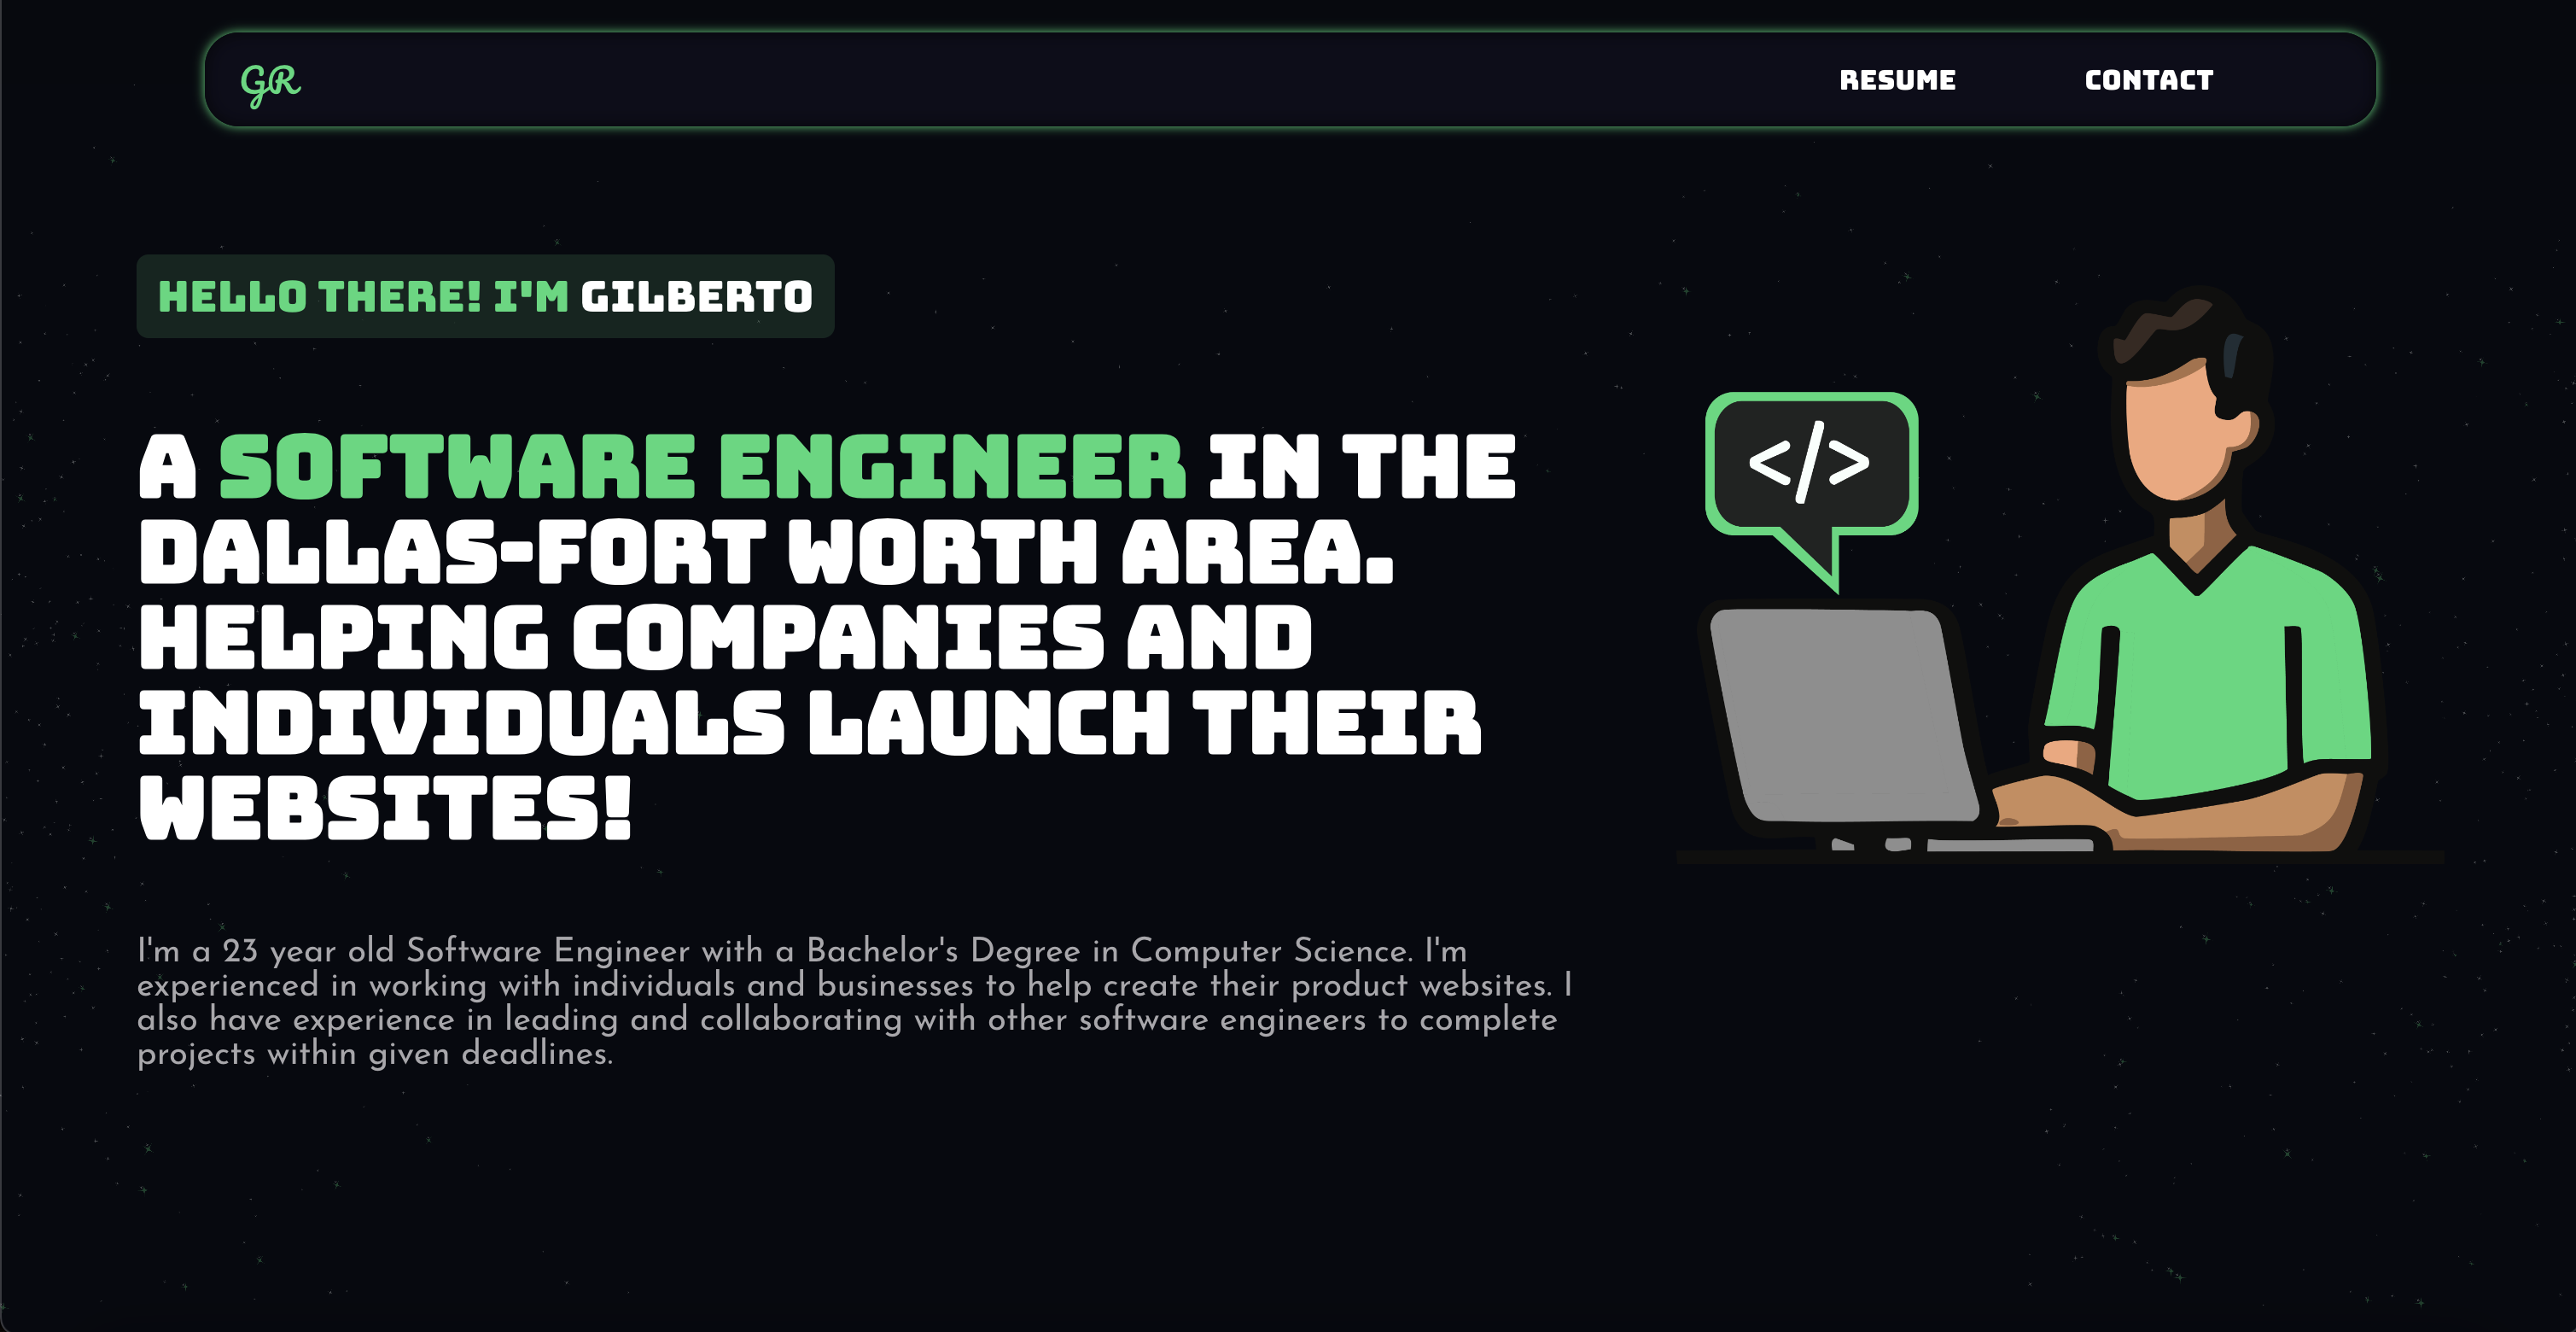 GR
RESUME
CONTACT
HELLO THERE! I'M GILBERTO
A SOFTWARE ENGINEER IN THE
DALLAS-FORT WORTH AREA.
HELPING COMPANIES AND
INDIVIDUALS LAUNCH THEIR
WEBSITES!
</>
I'm a 23 year old Software Engineer with a Bachelor's Degree in Computer Science. I'm
experienced in working with individuals and businesses to help create their product websites. I
also have experience in leading and collaborating with other software engineers to complete
projects within given deadlines.